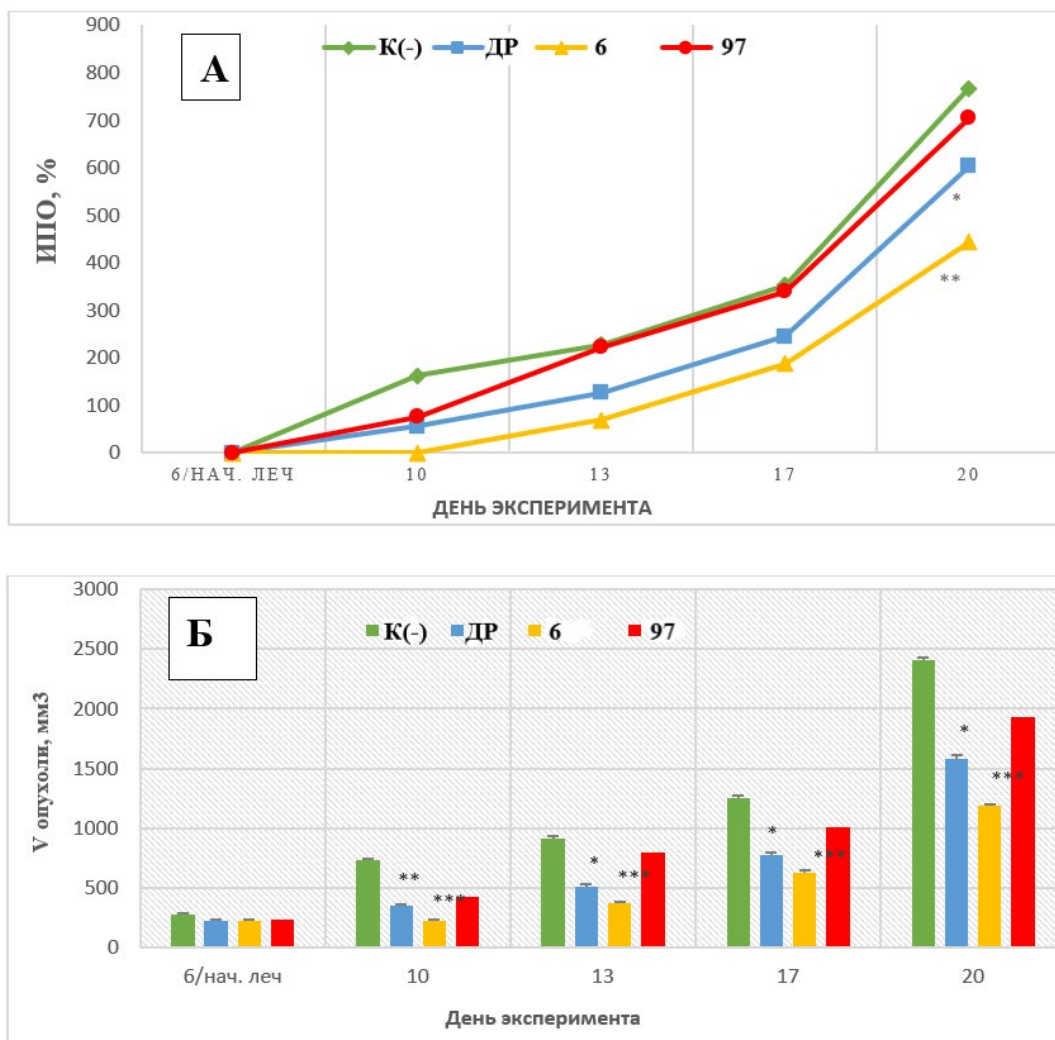 А
К(-) ДР 6 97
ИПО, %
900
800
700
600
500
400
300
200
100
0
*
**
6/НАЧ. ЛЕЧ 10 13 17 20
ДЕНЬ ЭКСПЕРИМЕНТА
Б
К(-) ДР 6 97
V опухоли, мм3
3000
2500
2000
1500
1000
500
0
** *** * *** * *** * ***
6/нач. леч 10 13 17 20
День эксперимента